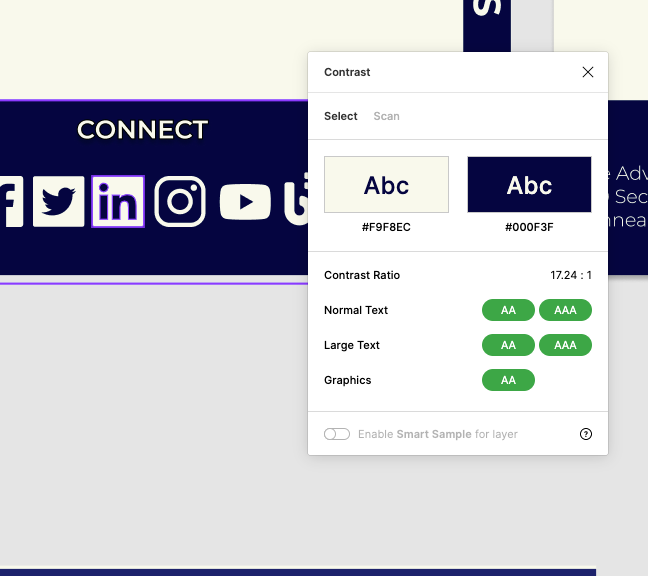 S
Contrast
Select Scan
CONNECT
Abc Abc
#F9F8EC #000F3F
in
Adv
Sec
Contrast Ratio 17.24 : 1
Normal Text AA AAA
Large Text AA AAA
Graphics AA
Enable Smart Sample for layer ?